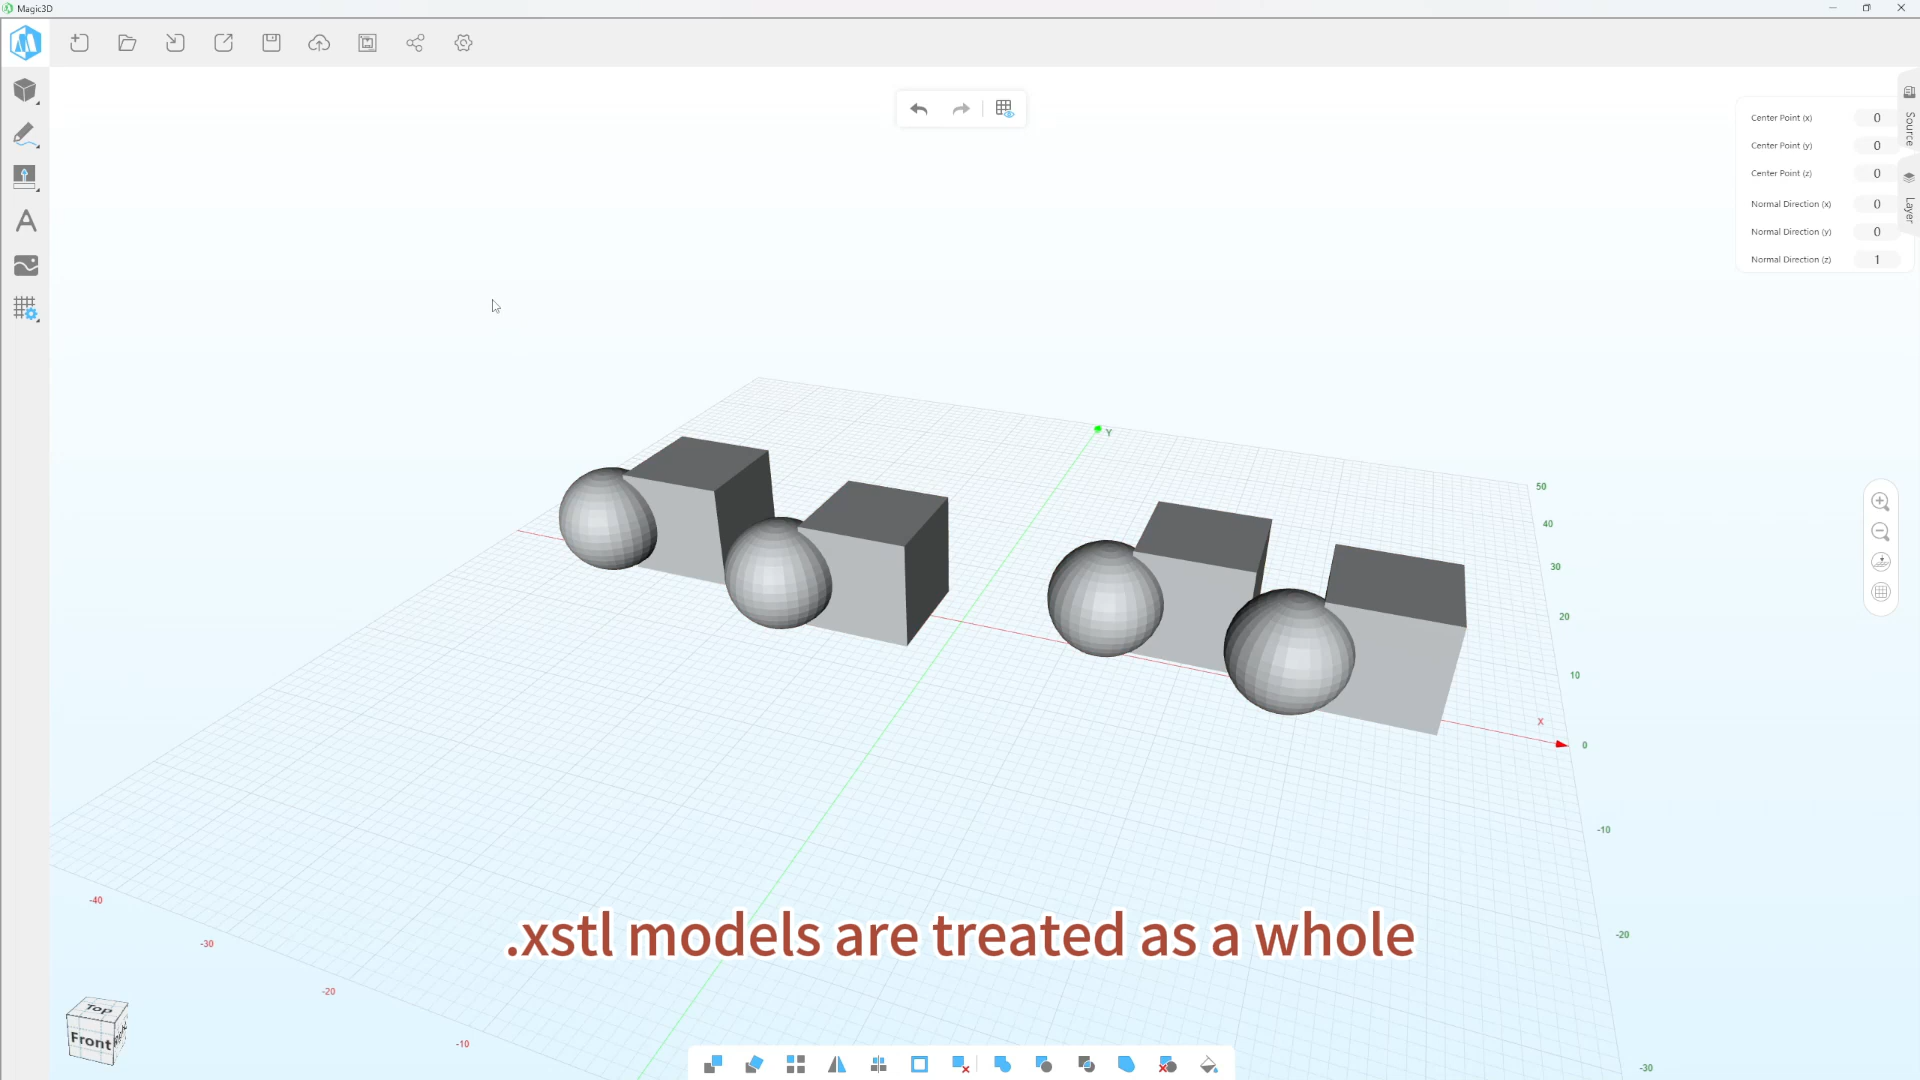 Magic3D
Center Point (x) 0
Center Point (y) 0
Center Point (z) 0
Normal Direction (x) 0
Normal Direction (y) 0
Normal Direction (z) 1
Source
Layer
Y
50
40
30
20
10
X
0
-10
-20
-30
-40
-30
-20
-10
.xstl models are treated as a whole
Top
Front